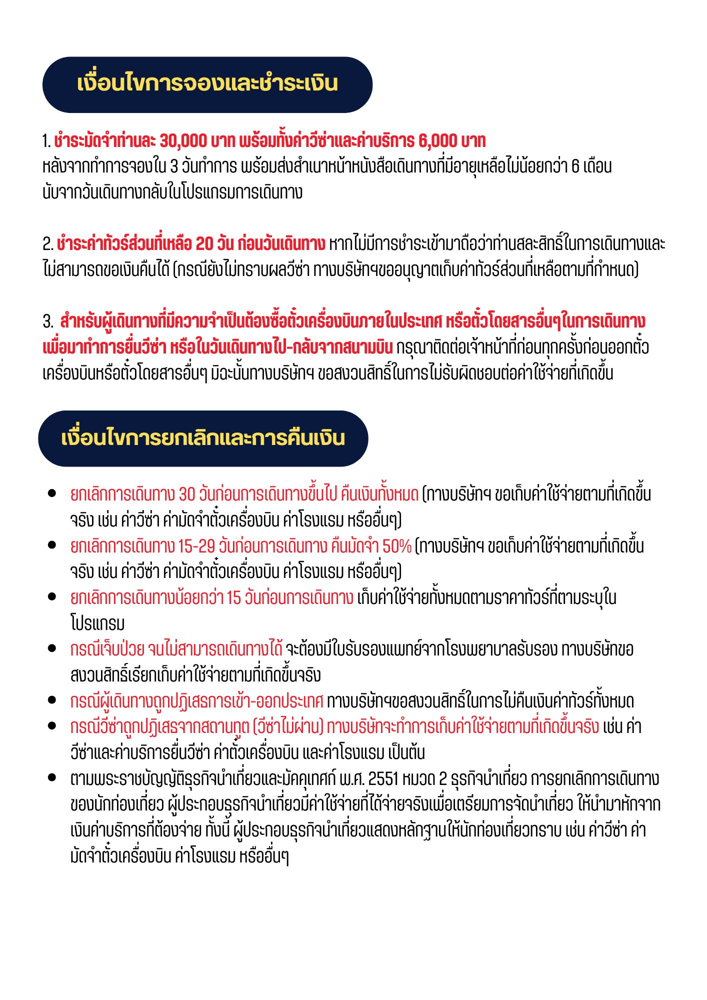 เงื่อนไขการจองและชำระเงิน
1. ชำระมัดจำท่านละ 30,000 บาท พร้อมทั้งค่าวีซ่าและค่าบริการ 6,000 บาท
หลังจากทำการจองใน 3 วันทำการ พร้อมส่งสำเนาหน้าหนังสือเดินทางที่มีอายุเหลือไม่น้อยกว่า 6 เดือน
นับจากวันเดินทางกลับในโปรแกรมการเดินทาง
2. ชำระค่าทัวร์ส่วนที่เหลือ 20 วัน ก่อนวันเดินทาง หากไม่มีการชำระเข้ามาถือว่าท่านสละสิทธิ์ในการเดินทางและ
ไม่สามารถขอเงินคืนได้ (กรณียังไม่ทราบผลวีซ่า ทางบริษัทฯขออนุญาตเก็บค่าทัวร์ส่วนที่เหลือตามที่กำหนด)
3. สำหรับผู้เดินทางที่มีความจำเป็นต้องซื้อตั๋วเครื่องบินภายในประเทศ หรือตั๋วโดยสารอื่นๆในการเดินทาง
เพื่อมาทำการยื่นวีซ่า หรือในวันเดินทางไป-กลับจากสนามบิน กรุณาติดต่อเจ้าหน้าที่ก่อนทุกครั้งก่อนออกตั๋ว
เครื่องบินหรือตั๋วโดยสารอื่นๆ มิฉะนั้นทางบริษัทฯ ขอสงวนสิทธิ์ในการไม่รับผิดชอบต่อค่าใช้จ่ายที่เกิดขึ้น
เงื่อนไขการยกเลิกและการคืนเงิน
• ยกเลิกการเดินทาง 30 วันก่อนการเดินทางขึ้นไป คืนเงินทั้งหมด (ทางบริษัทฯ ขอเก็บค่าใช้จ่ายตามที่เกิดขึ้น
จริง เช่น ค่าวีซ่า ค่ามัดจำตั๋วเครื่องบิน ค่าโรงแรม หรืออื่นๆ)
• ยกเลิกการเดินทาง 15-29 วันก่อนการเดินทาง คืนมัดจำ 50% (ทางบริษัทฯ ขอเก็บค่าใช้จ่ายตามที่เกิดขึ้น
จริง เช่น ค่าวีซ่า ค่ามัดจำตั๋วเครื่องบิน ค่าโรงแรม หรืออื่นๆ)
• ยกเลิกการเดินทางน้อยกว่า 15 วันก่อนการเดินทาง เก็บค่าใช้จ่ายทั้งหมดตามราคาทัวร์ที่ตามระบุใน
โปรแกรม
• กรณีเจ็บป่วย จนไม่สามารถเดินทางได้ จะต้องมีใบรับรองแพทย์จากโรงพยาบาลรับรอง ทางบริษัทขอ
สงวนสิทธิ์เรียกเก็บค่าใช้จ่ายตามที่เกิดขึ้นจริง
• กรณีผู้เดินทางถูกปฏิเสธการเข้า-ออกประเทศ ทางบริษัทฯขอสงวนสิทธิ์ในการไม่คืนเงินค่าทัวร์ทั้งหมด
• กรณีวีซ่าถูกปฏิเสธจากสถานทูต (วีซ่าไม่ผ่าน) ทางบริษัทจะทำการเก็บค่าใช้จ่ายตามที่เกิดขึ้นจริง เช่น ค่า
วีซ่าและค่าบริการยื่นวีซ่า ค่าตั๋วเครื่องบิน และค่าโรงแรม เป็นต้น
• ตามพระราชบัญญัติธุรกิจนำเที่ยวและมัคคุเทศก์ พ.ศ. 2551 หมวด 2 ธุรกิจนำเที่ยว การยกเลิกการเดินทาง
ของนักท่องเที่ยว ผู้ประกอบธุรกิจนำเที่ยวมีค่าใช้จ่ายที่ได้จ่ายจริงเพื่อเตรียมการจัดนำเที่ยว ให้นำมาหักจาก
เงินค่าบริการที่ต้องจ่าย ทั้งนี้ ผู้ประกอบธุรกิจนำเที่ยวแสดงหลักฐานให้นักท่องเที่ยวทราบ เช่น ค่าวีซ่า ค่า
มัดจำตั๋วเครื่องบิน ค่าโรงแรม หรืออื่นๆ